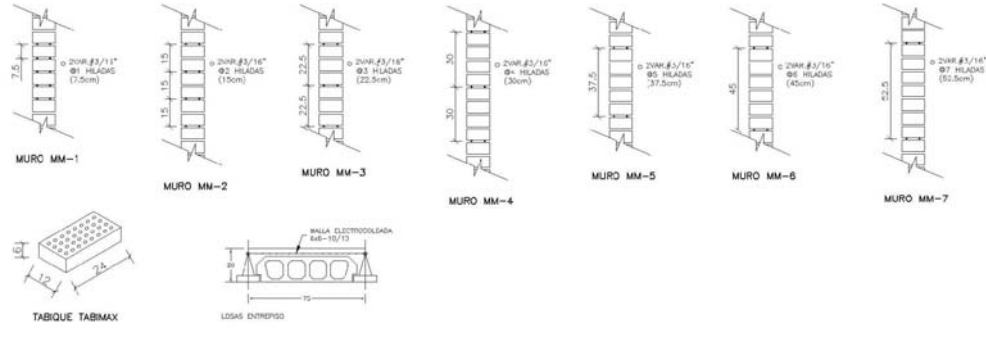 7.5
2VAR.#3/16"
@1 HILADAS
(7.5cm)
MURO MM-1
15
15
15
2VAR.#3/16"
@2 HILADAS
(15cm)
MURO MM-2
22.5
22.5
2VAR.#3/16"
@3 HILADAS
(22.5cm)
MURO MM-3
30
30
2VAR.#3/16"
@4 HILADAS
(30cm)
MURO MM-4
37.5
2VAR.#3/16"
@5 HILADAS
(37.5cm)
MURO MM-5
45
2VAR.#3/16"
@6 HILADAS
(45cm)
MURO MM-6
52.5
2VAR.#3/16"
@7 HILADAS
(52.5cm)
MURO MM-7
6
12
24
TABIQUE TABIMAX
MALLA ELECTROSOLDADA
6x6-10/10
75
LOSAS ENTREPISO